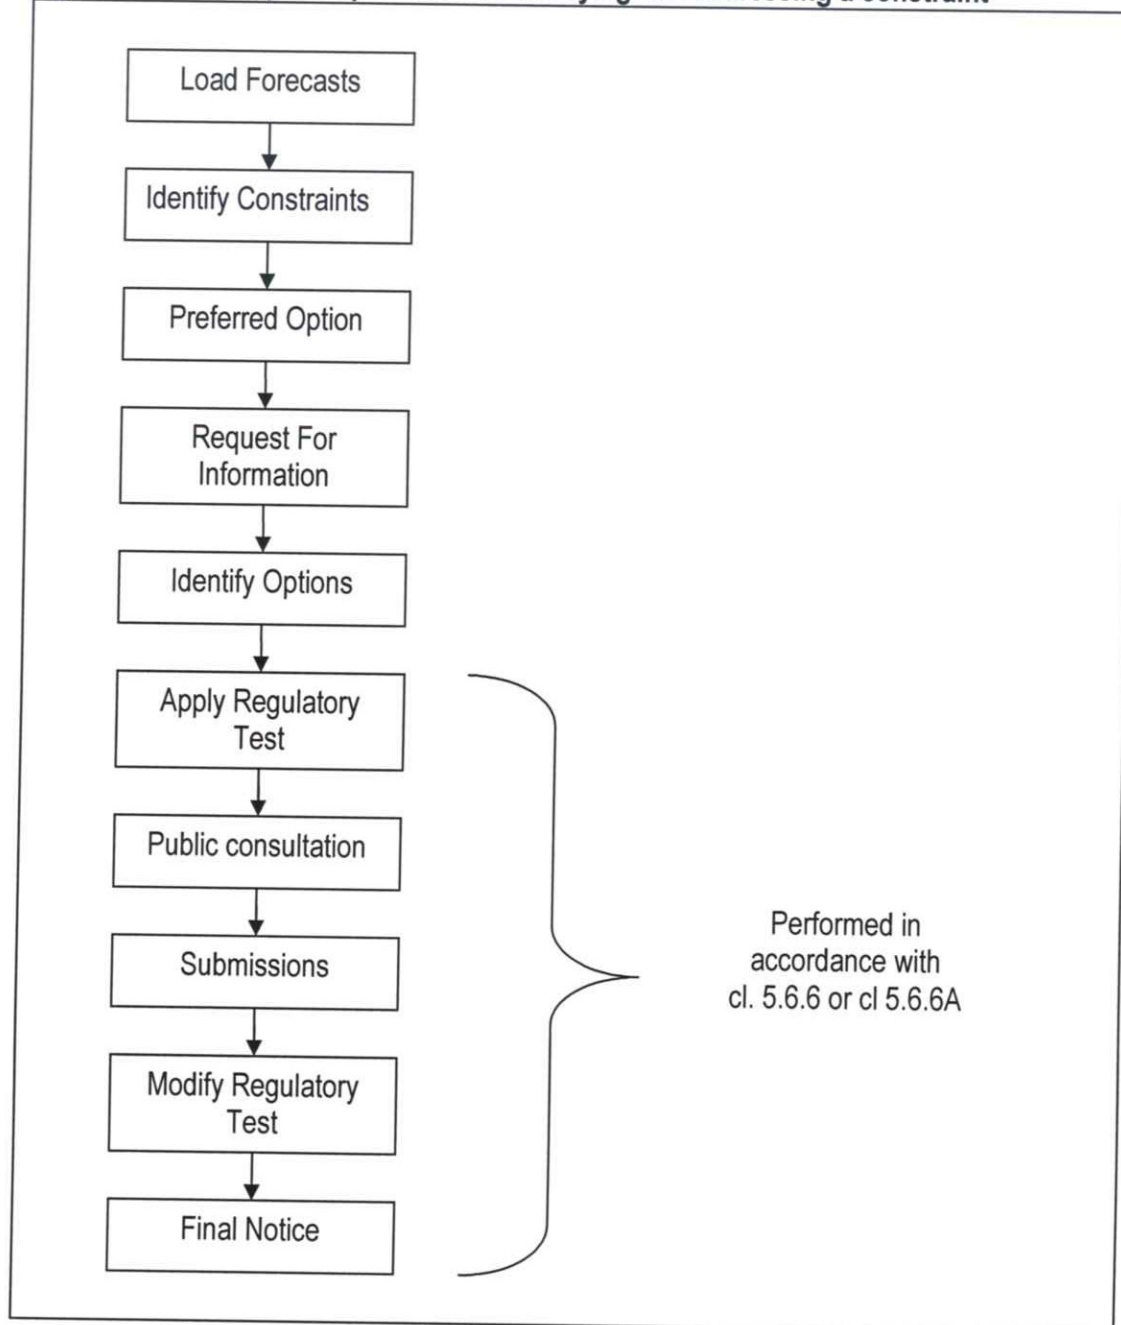 a constraint
Load Forecasts
Identify Constraints
Preferred Option
Request For
Information
Identify Options
Apply Regulatory
Test
Public consultation
Submissions
Modify Regulatory
Test
Final Notice
Performed in
accordance with
cl. 5.6.6 or cl 5.6.6A